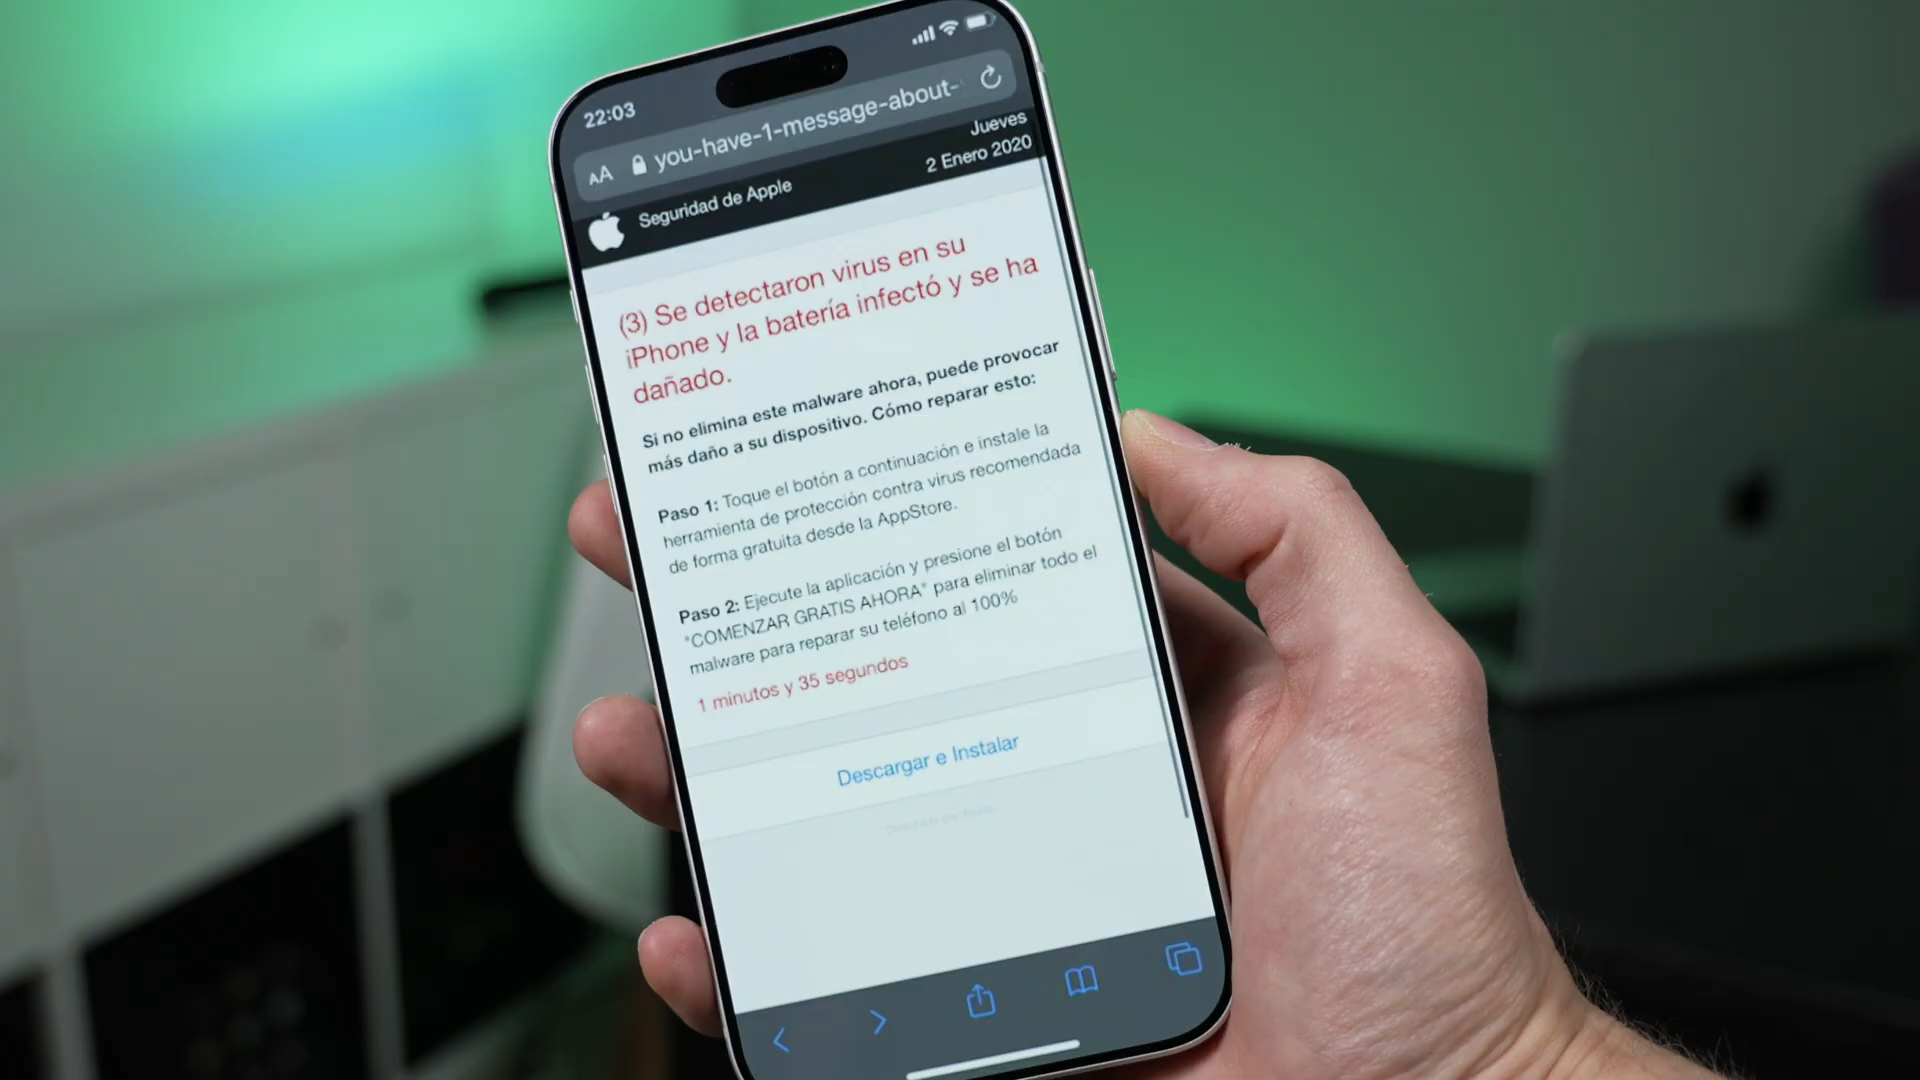 22:03
AA you-have-1-message-about-
Seguridad de Apple
Jueves
2 Enero 2020
(3) Se detectaron virus en su
iPhone y la batería infectó y se ha
dañado.
Si no elimina este malware ahora, puede provocar
más daño a su dispositivo. Cómo reparar esto:
Paso 1: Toque el botón a continuación e instale la
herramienta de protección contra virus recomendada
de forma gratuita desde la AppStore.
Paso 2: Ejecute la aplicación y presione el botón
"COMENZAR GRATIS AHORA" para eliminar todo el
malware para reparar su teléfono al 100%
1 minutos y 35 segundos
Descargar e Instalar